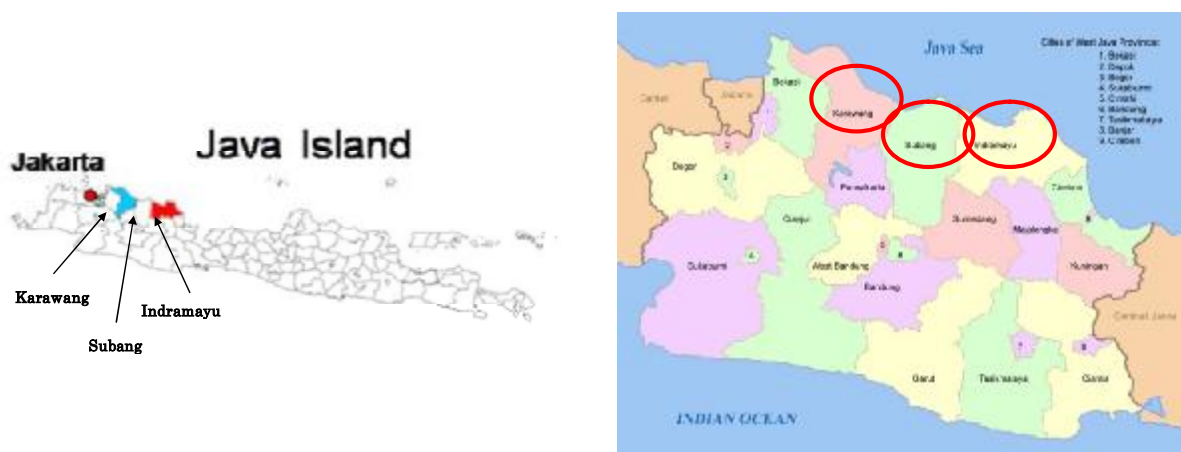 Java Island
Jakarta
Karawang
Indramayu
Subang
Java Sea
Cities of West Java Province:
1. Bekasi
2. Depok
3. Bogor
4. Sukabumi
5. Cimahi
6. Bandung
7. Tasikmalaya
8. Banjar
9. Cirebon
Banten
Jakarta
Bekasi
Karawang
Subang
Indramayu
Bogor
Purwakarta
Cirebon
Cianjur
Sumedang
Majalengka
Sukabumi
West Bandung
Bandung
Kuningan
Central Java
Garut
Tasikmalaya
Ciamis
INDIAN OCEAN